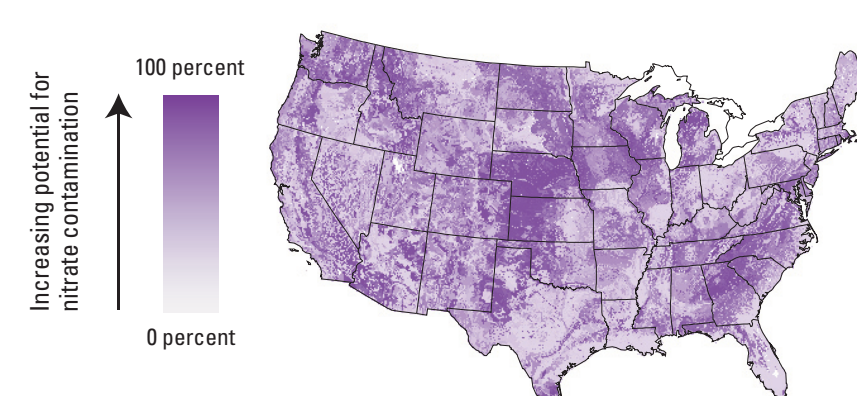 Increasing potential for
nitrate contamination
100 percent
0 percent